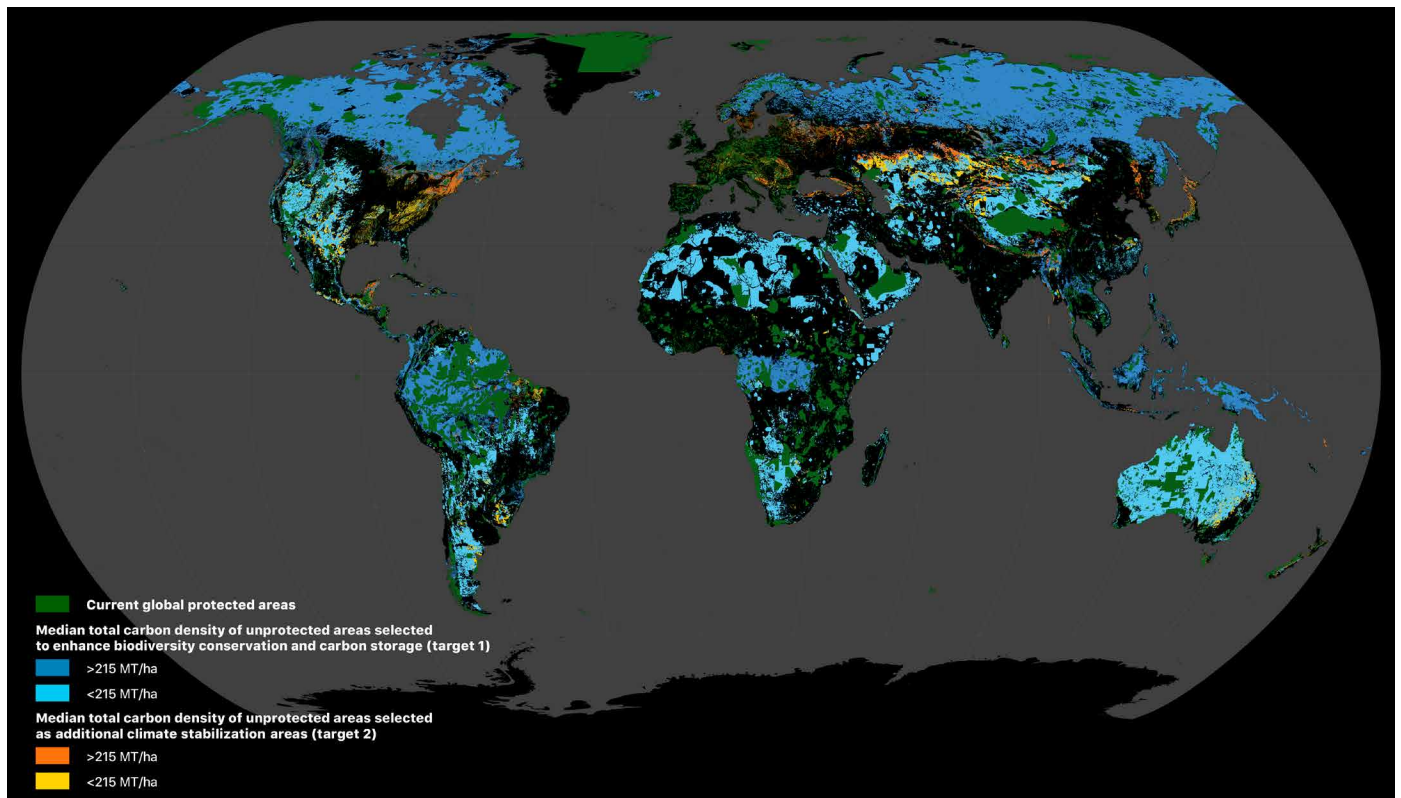 Current global protected areas
Median total carbon density of unprotected areas selected
to enhance biodiversity conservation and carbon storage (target 1)
>215 MT/ha
<215 MT/ha
Median total carbon density of unprotected areas selected
as additional climate stabilization areas (target 2)
>215 MT/ha
<215 MT/ha